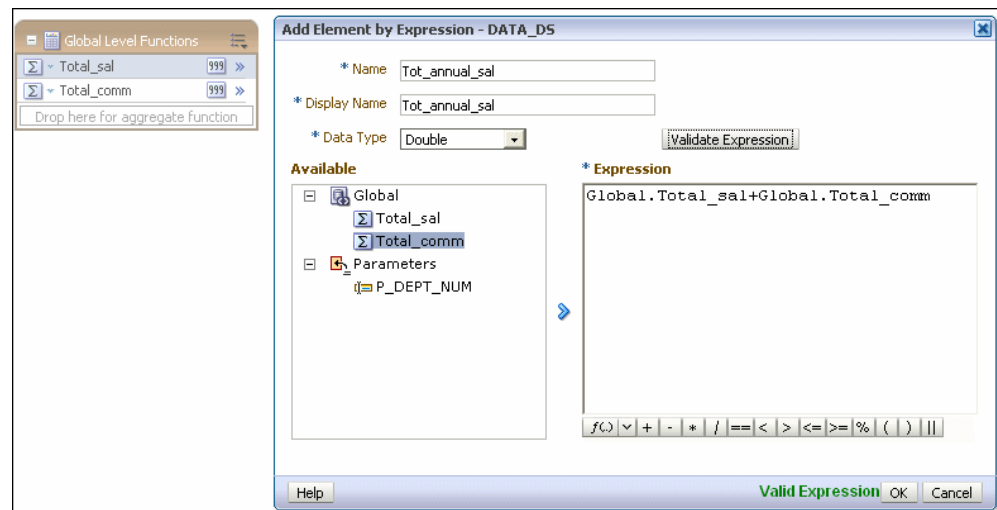 Global Level Functions
Total_sal 999
Total_comm 999
Drop here for aggregate function
Add Element by Expression - DATA_DS
* Name Tot_annual_sal
* Display Name Tot_annual_sal
* Data Type Double
Validate Expression
Available
Global
Total_sal
Total_comm
Parameters
P_DEPT_NUM
* Expression
Global.Total_sal+Global.Total_comm
f() + - * / == < > <= >= % ( ) ||
Help
Valid Expression OK Cancel